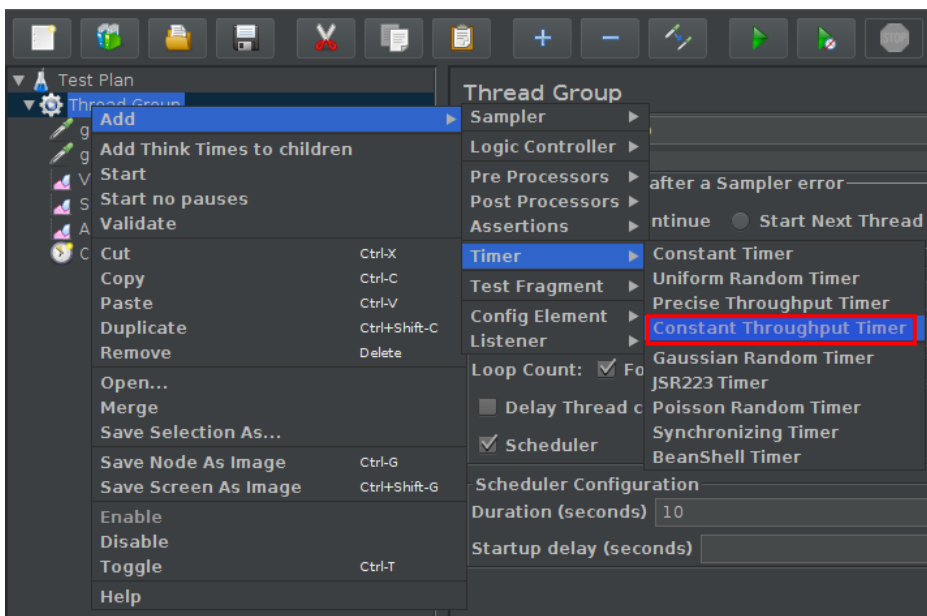 STOP
Test Plan
Thread Group
g
g
V
S
A
C
Add
Add Think Times to children
Start
Start no pauses
Validate
Cut Ctrl-X
Copy Ctrl-C
Paste Ctrl-V
Duplicate Ctrl+Shift-C
Remove Delete
Open...
Merge
Save Selection As...
Save Node As Image Ctrl-G
Save Screen As Image Ctrl+Shift-G
Enable
Disable
Toggle Ctrl-T
Help
Thread Group
Sampler
Logic Controller
Pre Processors
Post Processors
Assertions
Timer
Test Fragment
Config Element
Listener
after a Sampler error
ntinue Start Next Thread
Constant Timer
Uniform Random Timer
Precise Throughput Timer
Constant Throughput Timer
Gaussian Random Timer
JSR223 Timer
Poisson Random Timer
Synchronizing Timer
BeanShell Timer
Loop Count: Fo
Delay Thread c
Scheduler
Scheduler Configuration
Duration (seconds) 10
Startup delay (seconds)